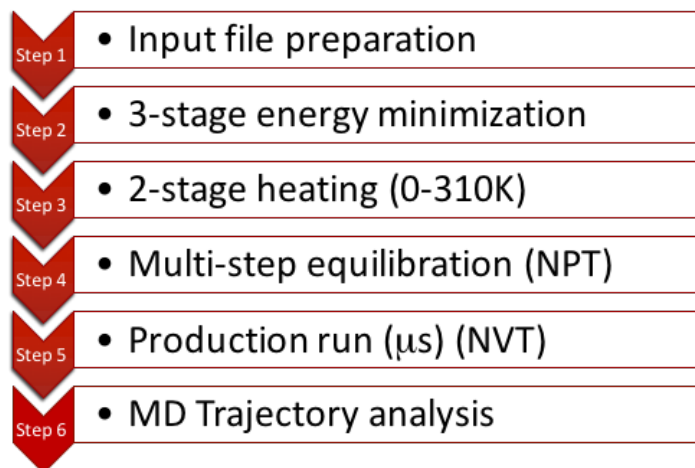 Step 1 • Input file preparation
Step 2 • 3-stage energy minimization
Step 3 • 2-stage heating (0-310K)
Step 4 • Multi-step equilibration (NPT)
Step 5 • Production run (μs) (NVT)
Step 6 • MD Trajectory analysis